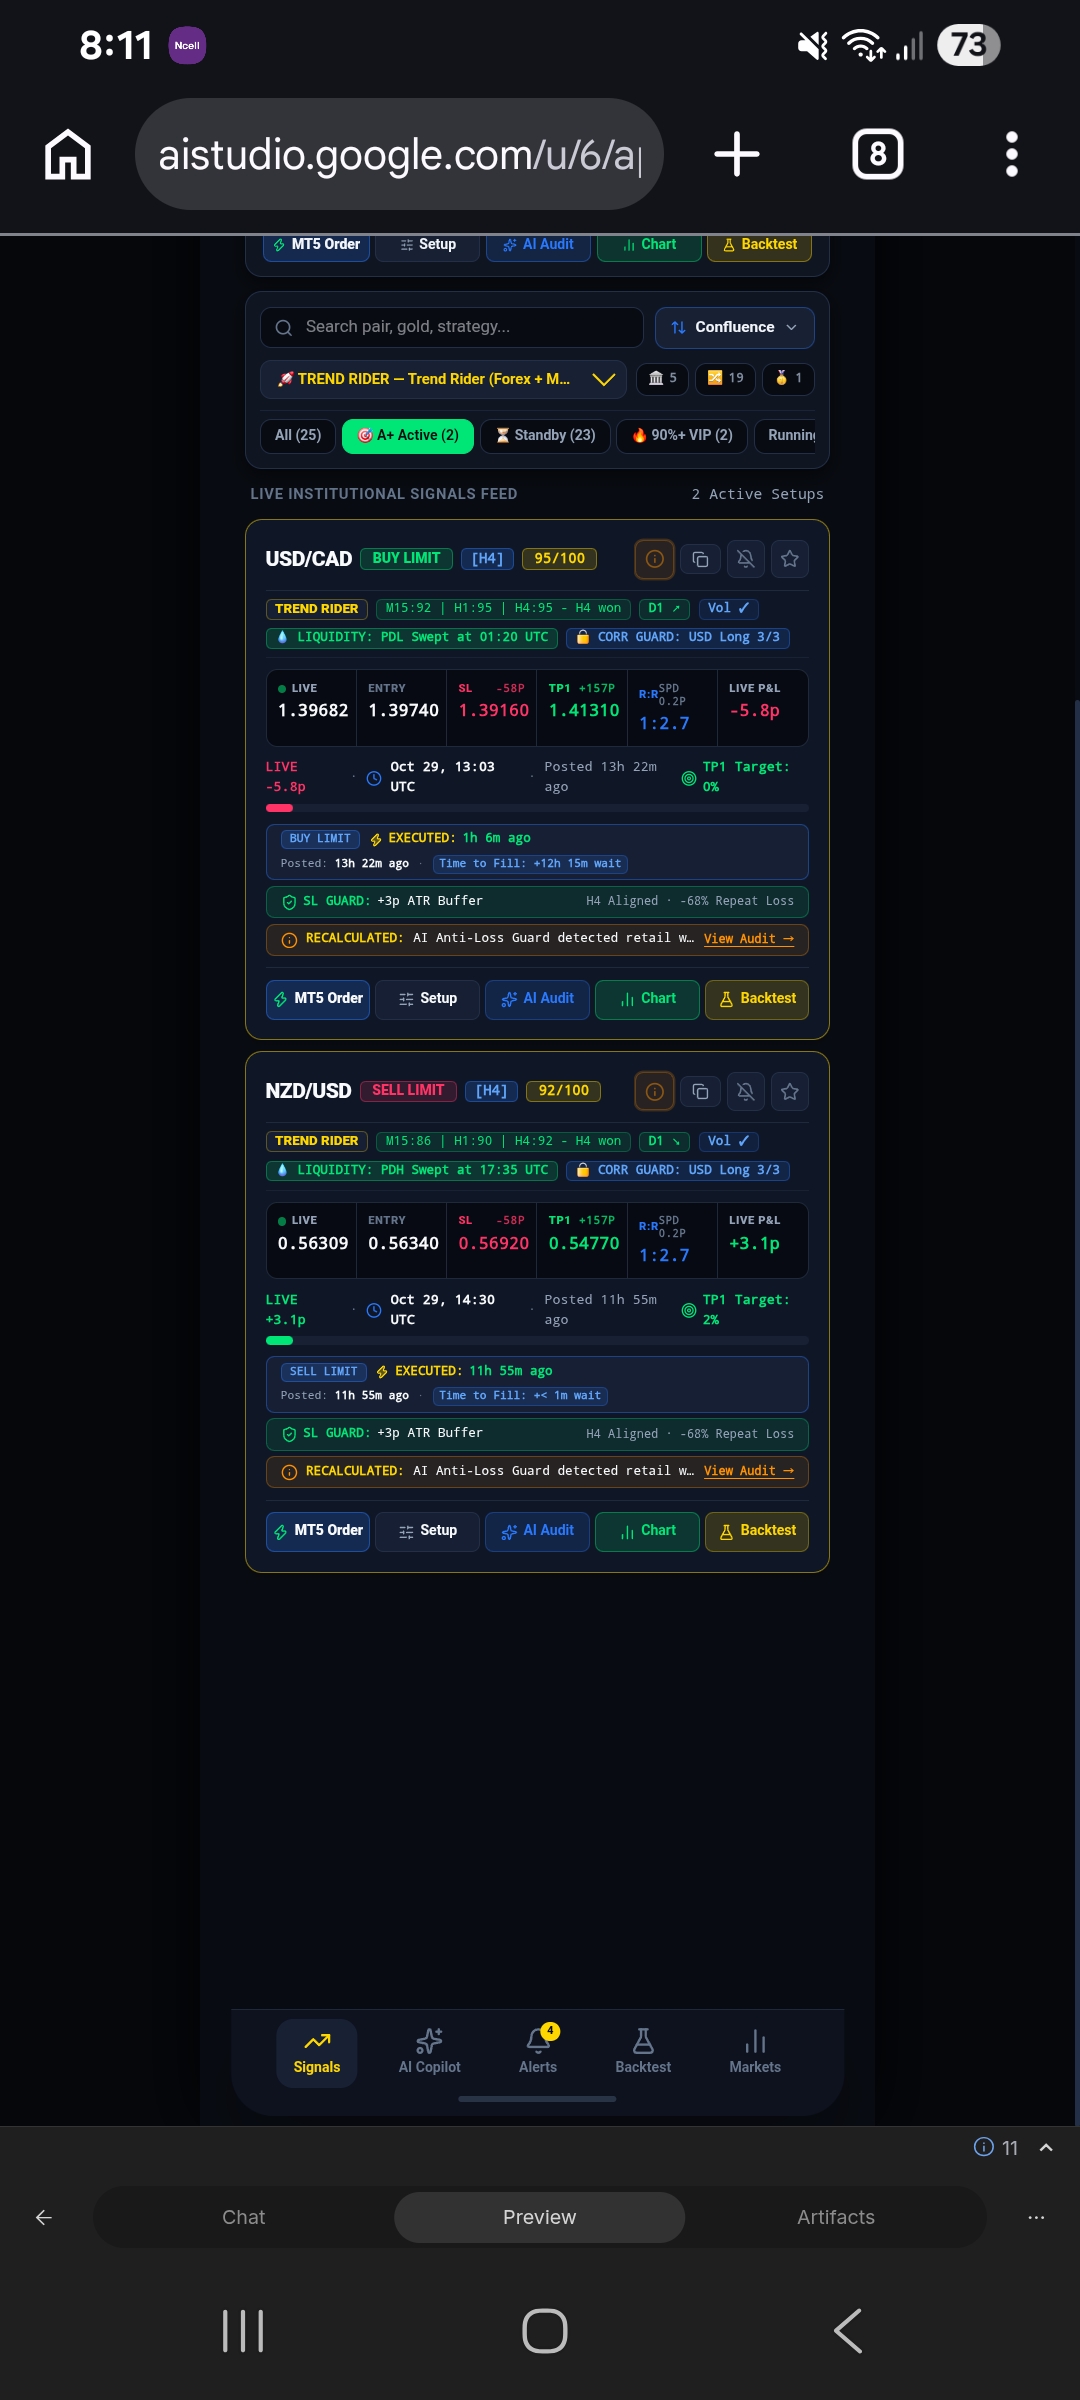 8:11 Ncell 73
aistudio.google.com/u/6/a
8
MT5 Order Setup AI Audit Chart Backtest
Search pair, gold, strategy... Confluence
🚀 TREND RIDER — Trend Rider (Forex + M... 🏛️ 5 🔀 19 🥇 1
All (25) 🎯 A+ Active (2) ⏳ Standby (23) 🔥 90%+ VIP (2) Running
LIVE INSTITUTIONAL SIGNALS FEED 2 Active Setups
USD/CAD BUY LIMIT [H4] 95/100
TREND RIDER M15:92 | H1:95 | H4:95 - H4 won D1 ↗ Vol ✓
💧 LIQUIDITY: PDL Swept at 01:20 UTC 🔒 CORR GUARD: USD Long 3/3
LIVE ENTRY SL -58P TP1 +157P R:R SPD 0.2P LIVE P&L
1.39682 1.39740 1.39160 1.41310 1:2.7 -5.8p
LIVE -5.8p · Oct 29, 13:03 UTC · Posted 13h 22m ago TP1 Target: 0%
BUY LIMIT EXECUTED: 1h 6m ago
Posted: 13h 22m ago · Time to Fill: +12h 15m wait
SL GUARD: +3p ATR Buffer H4 Aligned · -68% Repeat Loss
RECALCULATED: AI Anti-Loss Guard detected retail w… View Audit →
MT5 Order Setup AI Audit Chart Backtest
NZD/USD SELL LIMIT [H4] 92/100
TREND RIDER M15:86 | H1:90 | H4:92 - H4 won D1 ↘ Vol ✓
💧 LIQUIDITY: PDH Swept at 17:35 UTC 🔒 CORR GUARD: USD Long 3/3
LIVE ENTRY SL -58P TP1 +157P R:R SPD 0.2P LIVE P&L
0.56309 0.56340 0.56920 0.54770 1:2.7 +3.1p
LIVE +3.1p · Oct 29, 14:30 UTC · Posted 11h 55m ago TP1 Target: 2%
SELL LIMIT EXECUTED: 11h 55m ago
Posted: 11h 55m ago · Time to Fill: +< 1m wait
SL GUARD: +3p ATR Buffer H4 Aligned · -68% Repeat Loss
RECALCULATED: AI Anti-Loss Guard detected retail w… View Audit →
MT5 Order Setup AI Audit Chart Backtest
4
Signals AI Copilot Alerts Backtest Markets
11
Chat Preview Artifacts